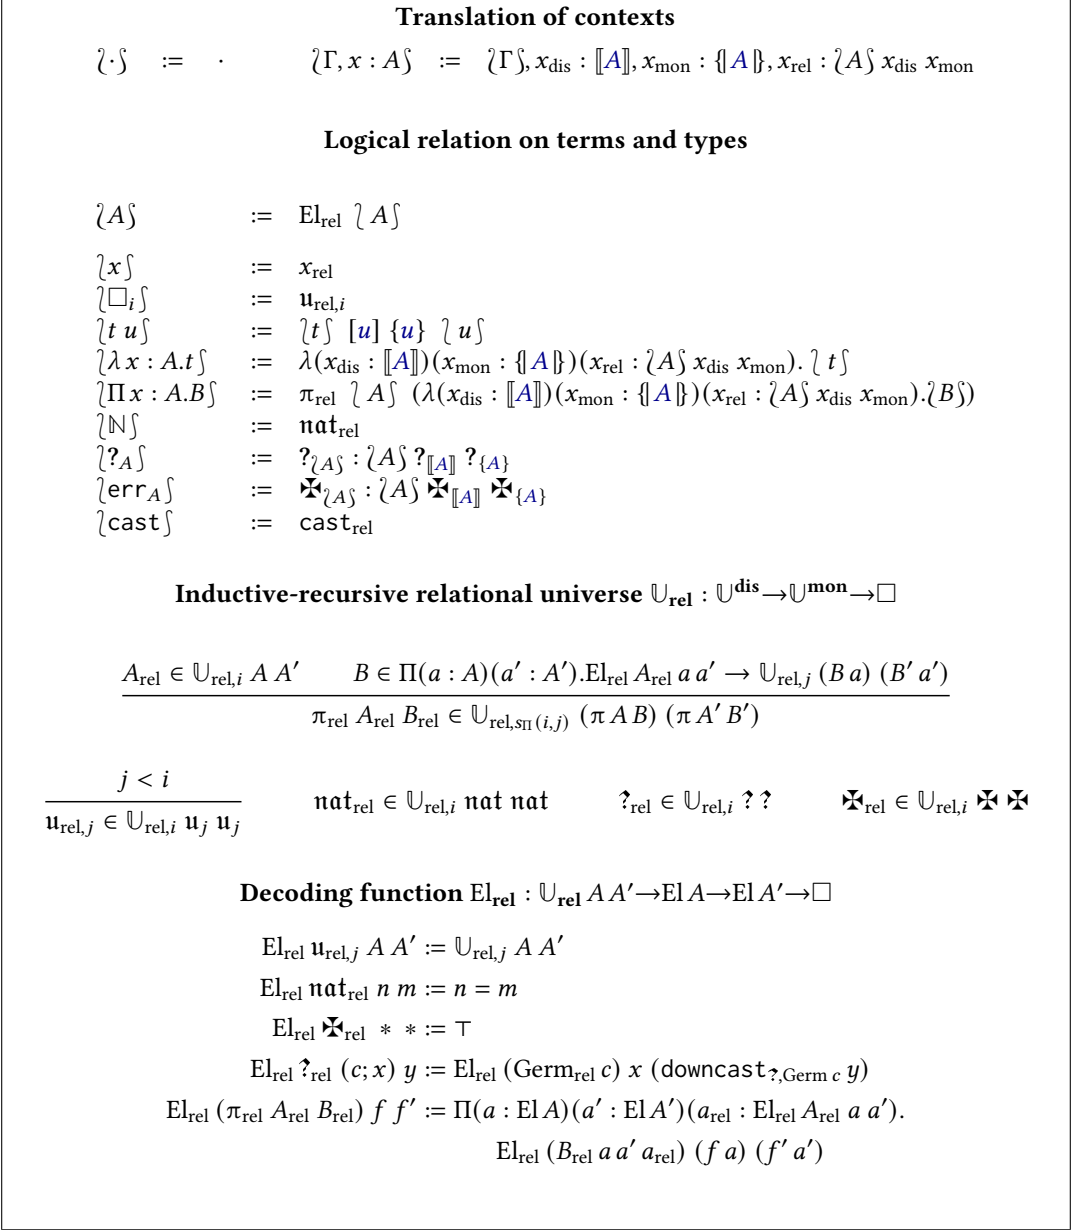 Translation of contexts
≀·∫ := · ≀Γ, x : A∫ := ≀Γ∫, x_dis : ⟦A⟧, x_mon : {|A|}, x_rel : ≀A∫ x_dis x_mon
Logical relation on terms and types
≀A∫ := El_rel ≀A∫
≀x∫ := x_rel
≀□_i∫ := 𝔲_rel,i
≀t u∫ := ≀t∫ [u] {u} ≀u∫
≀λ x : A.t∫ := λ(x_dis : ⟦A⟧)(x_mon : {|A|})(x_rel : ≀A∫ x_dis x_mon). ≀t∫
≀Π x : A.B∫ := π_rel ≀A∫ (λ(x_dis : ⟦A⟧)(x_mon : {|A|})(x_rel : ≀A∫ x_dis x_mon).≀B∫)
≀ℕ∫ := 𝔫𝔞𝔱_rel
≀?_A∫ := ?_≀A∫ : ≀A∫ ?_⟦A⟧ ?_{A}
≀err_A∫ := ✠_≀A∫ : ≀A∫ ✠_⟦A⟧ ✠_{A}
≀cast∫ := cast_rel
Inductive-recursive relational universe 𝕌_rel : 𝕌^dis→𝕌^mon→□
A_rel ∈ 𝕌_rel,i A A′ B ∈ Π(a : A)(a′ : A′).El_rel A_rel a a′ → 𝕌_rel,j (B a) (B′ a′)
π_rel A_rel B_rel ∈ 𝕌_rel,s_Π(i,j) (π A B) (π A′ B′)
j < i
𝔲_rel,j ∈ 𝕌_rel,i 𝔲_j 𝔲_j 𝔫𝔞𝔱_rel ∈ 𝕌_rel,i 𝔫𝔞𝔱 𝔫𝔞𝔱 ?_rel ∈ 𝕌_rel,i ? ? ✠_rel ∈ 𝕌_rel,i ✠ ✠
Decoding function El_rel : 𝕌_rel A A′→El A→El A′→□
El_rel 𝔲_rel,j A A′ := 𝕌_rel,j A A′
El_rel 𝔫𝔞𝔱_rel n m := n = m
El_rel ✠_rel * * := ⊤
El_rel ?_rel (c; x) y := El_rel (Germ_rel c) x (downcast_?,Germ c y)
El_rel (π_rel A_rel B_rel) f f′ := Π(a : El A)(a′ : El A′)(a_rel : El_rel A_rel a a′).
El_rel (B_rel a a′ a_rel) (f a) (f′ a′)